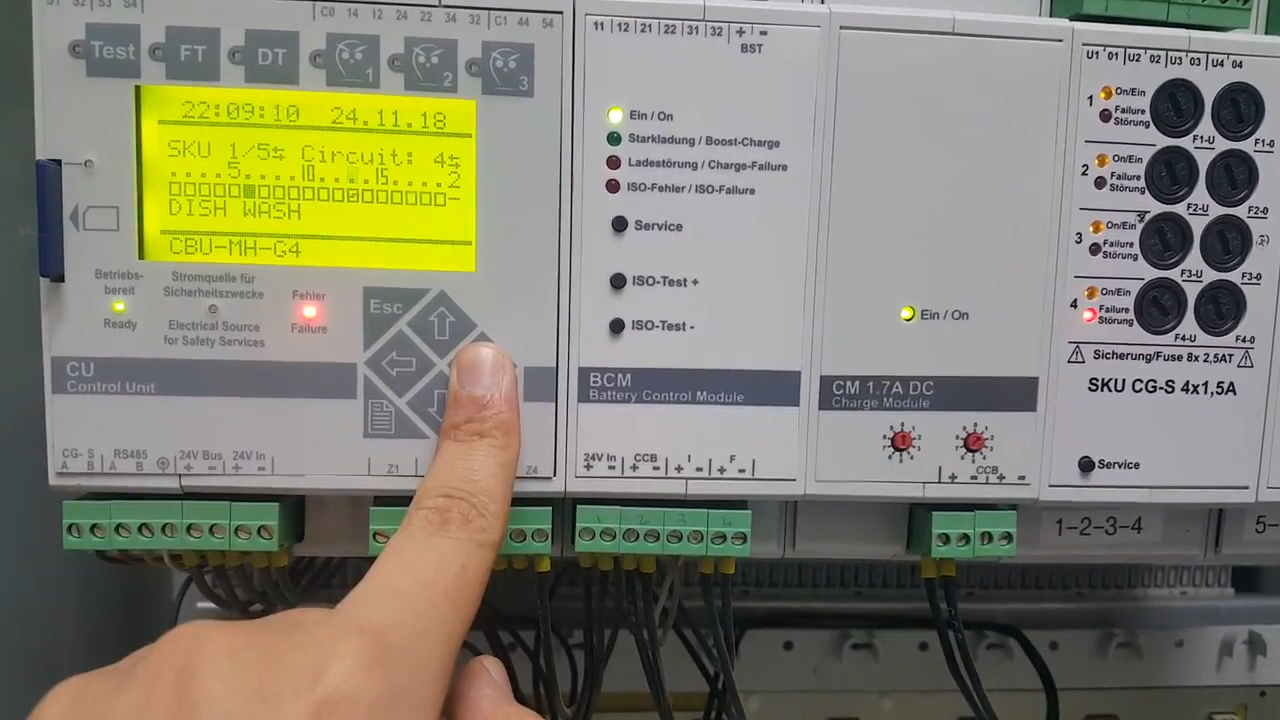 S1 S2 S3 S4
C0 14 12 24 22 34 32 C1 44 54
Test FT DT 1 2 3
22:09:10 24.11.18
SKU 1/5 Circuit: 4
....5....10....15....2
DISH WASH
CBU-MH-G4
Betriebs-
bereit
Ready
Stromquelle für
Sicherheitszwecke
Electrical Source
for Safety Services
Fehler
Failure
Esc
CU
Control Unit
CG- S
A B
RS485
A B
24V Bus
+ -
24V In
+ -
Z1
Z4
11 12 21 22 31 32 + -
BST
Ein / On
Starkladung / Boost-Charge
Ladestörung / Charge-Failure
ISO-Fehler / ISO-Failure
Service
ISO-Test +
ISO-Test -
BCM
Battery Control Module
24V In CCB I F
+ - + - + - + -
1 2 3 4
Ein / On
CM 1.7A DC
Charge Module
CCB
+ - + -
U1 01 U2 02 U3 03 U4 04
1 On/Ein
Failure
Störung
F1-U F1-0
2 On/Ein
Failure
Störung
F2-U F2-0
3 On/Ein
Failure
Störung
F3-U F3-0
4 On/Ein
Failure
Störung
F4-U F4-0
Sicherung/Fuse 8x 2,5AT
SKU CG-S 4x1,5A
Service
1-2-3-4
5-